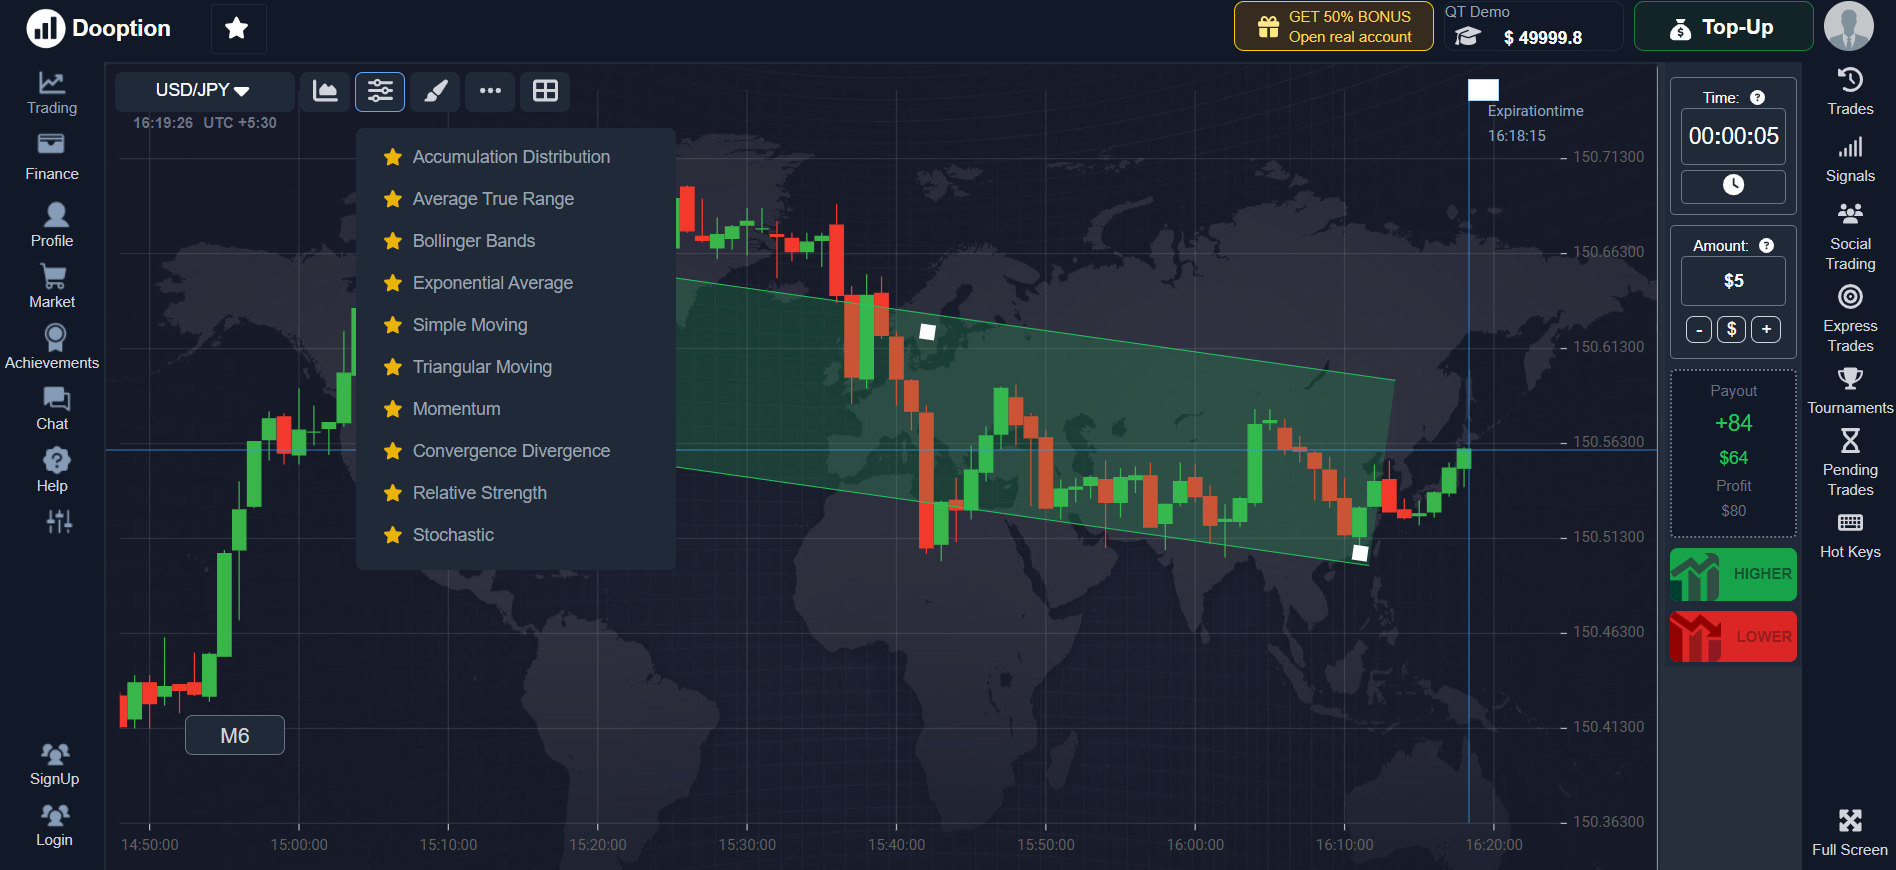 Dooption
GET 50% BONUS
Open real account
QT Demo
$ 49999.8
Top-Up
Trading
Finance
Profile
Market
Achievements
Chat
Help
SignUp
Login
USD/JPY
16:19:26 UTC +5:30
Accumulation Distribution
Average True Range
Bollinger Bands
Exponential Average
Simple Moving
Triangular Moving
Momentum
Convergence Divergence
Relative Strength
Stochastic
Expirationtime
16:18:15
150.71300
150.66300
150.61300
150.56300
150.51300
150.46300
150.41300
150.36300
M6
14:50:00
15:00:00
15:10:00
15:20:00
15:30:00
15:40:00
15:50:00
16:00:00
16:10:00
16:20:00
Time: ?
00:00:05
Amount: ?
$5
- $ +
Payout
+84
$64
Profit
$80
HIGHER
LOWER
Trades
Signals
Social
Trading
Express
Trades
Tournaments
Pending
Trades
Hot Keys
Full Screen